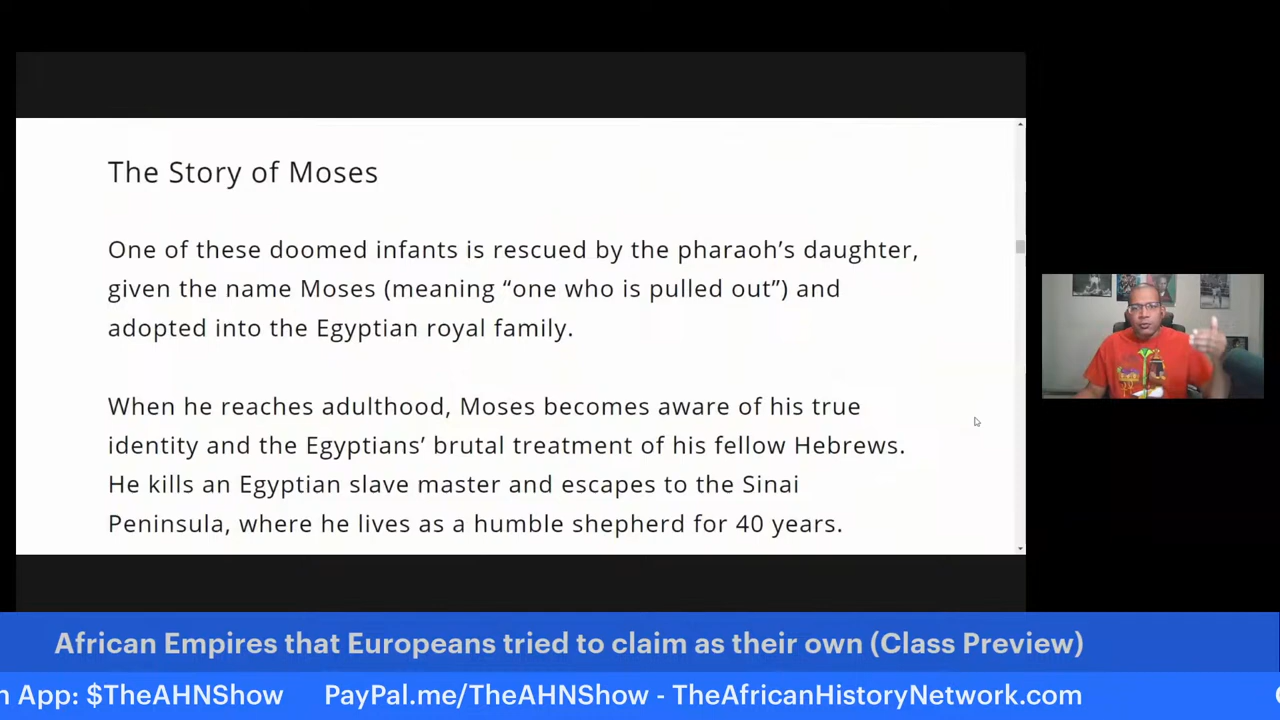 The Story of Moses
One of these doomed infants is rescued by the pharaoh’s daughter,
given the name Moses (meaning “one who is pulled out”) and
adopted into the Egyptian royal family.
When he reaches adulthood, Moses becomes aware of his true
identity and the Egyptians’ brutal treatment of his fellow Hebrews.
He kills an Egyptian slave master and escapes to the Sinai
Peninsula, where he lives as a humble shepherd for 40 years.
African Empires that Europeans tried to claim as their own (Class Preview)
App: $TheAHNShow PayPal.me/TheAHNShow - TheAfricanHistoryNetwork.com